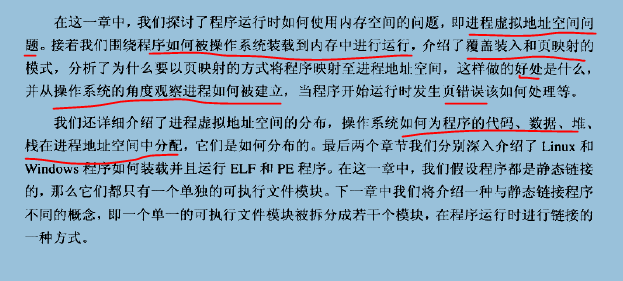 在这一章中，我们探讨了程序运行时如何使用内存空间的问题，即进程虚拟地址空间问
题。接着我们围绕程序如何被操作系统装载到内存中进行运行，介绍了覆盖装入和页映射的
模式，分析了为什么要以页映射的方式将程序映射至进程地址空间，这样做的好处是什么，
并从操作系统的角度观察进程如何被建立，当程序开始运行时发生页错误该如何处理等。
我们还详细介绍了进程虚拟地址空间的分布，操作系统如何为程序的代码、数据、堆、
栈在进程地址空间中分配，它们是如何分布的。最后两个章节我们分别深入介绍了 Linux 和
Windows 程序如何装载并且运行 ELF 和 PE 程序。在这一章中，我们假设程序都是静态链接
的，那么它们都只有一个单独的可执行文件模块。下一章中我们将介绍一种与静态链接程序
不同的概念，即一个单一的可执行文件模块被拆分成若干个模块，在程序运行时进行链接的
一种方式。